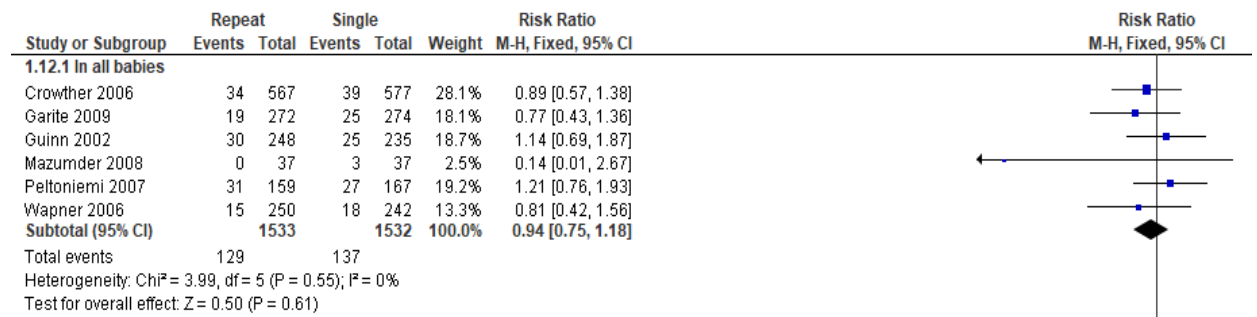 Repeat Single Risk Ratio Risk Ratio
Study or Subgroup Events Total Events Total Weight M-H, Fixed, 95% CI M-H, Fixed, 95% CI
1.12.1 In all babies
Crowther 2006 34 567 39 577 28.1% 0.89 [0.57, 1.38]
Garite 2009 19 272 25 274 18.1% 0.77 [0.43, 1.36]
Guinn 2002 30 248 25 235 18.7% 1.14 [0.69, 1.87]
Mazumder 2008 0 37 3 37 2.5% 0.14 [0.01, 2.67]
Peltoniemi 2007 31 159 27 167 19.2% 1.21 [0.76, 1.93]
Wapner 2006 15 250 18 242 13.3% 0.81 [0.42, 1.56]
Subtotal (95% CI) 1533 1532 100.0% 0.94 [0.75, 1.18]
Total events 129 137
Heterogeneity: Chi² = 3.99, df = 5 (P = 0.55); I² = 0%
Test for overall effect: Z = 0.50 (P = 0.61)